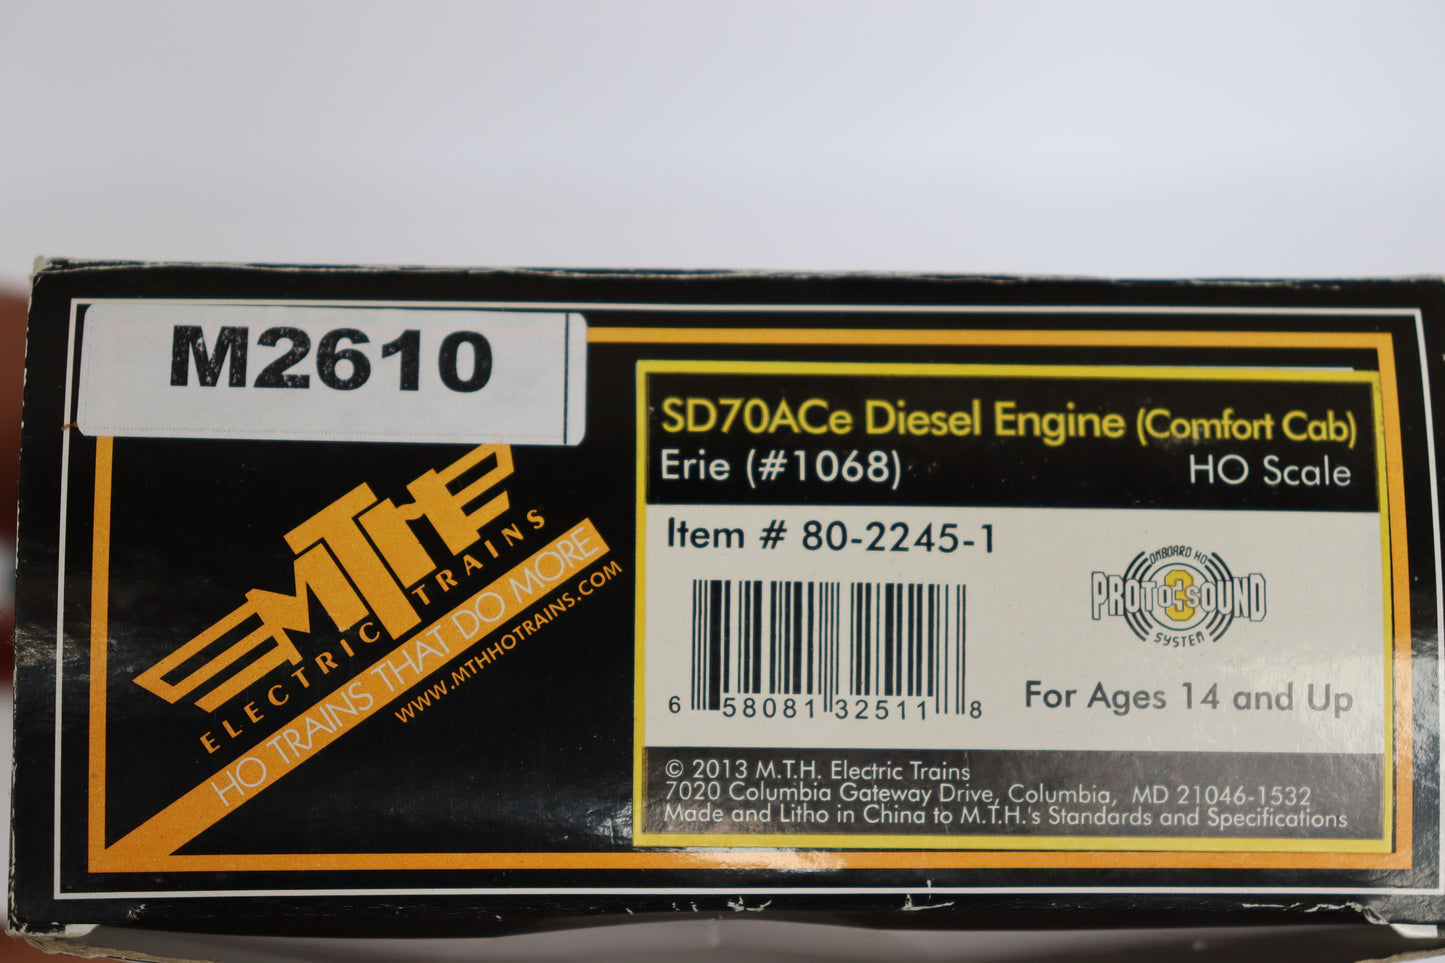 M2610
MTH
ELECTRIC TRAINS
HO TRAINS THAT DO MORE
WWW.MTHHOTRAINS.COM
SD70ACe Diesel Engine (Comfort Cab)
Erie (#1068) HO Scale
Item # 80-2245-1
ONBOARD HO
PROTO 3 SOUND
SYSTEM
6 58081 32511 8
For Ages 14 and Up
© 2013 M.T.H. Electric Trains
7020 Columbia Gateway Drive, Columbia, MD 21046-1532
Made and Litho in China to M.T.H.'s Standards and Specifications